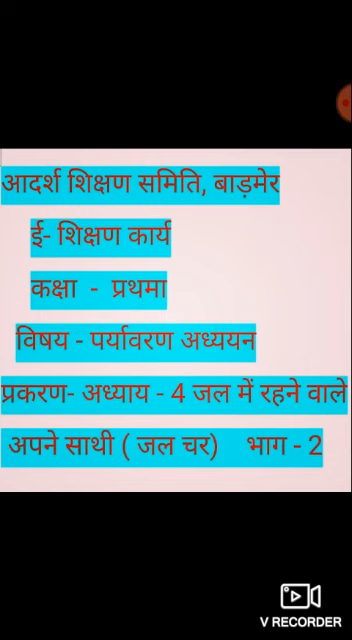 आदर्श शिक्षण समिति, बाड़मेर
ई- शिक्षण कार्य
कक्षा - प्रथमा
विषय - पर्यावरण अध्ययन
प्रकरण- अध्याय - 4 जल में रहने वाले
अपने साथी ( जल चर) भाग - 2
V RECORDER